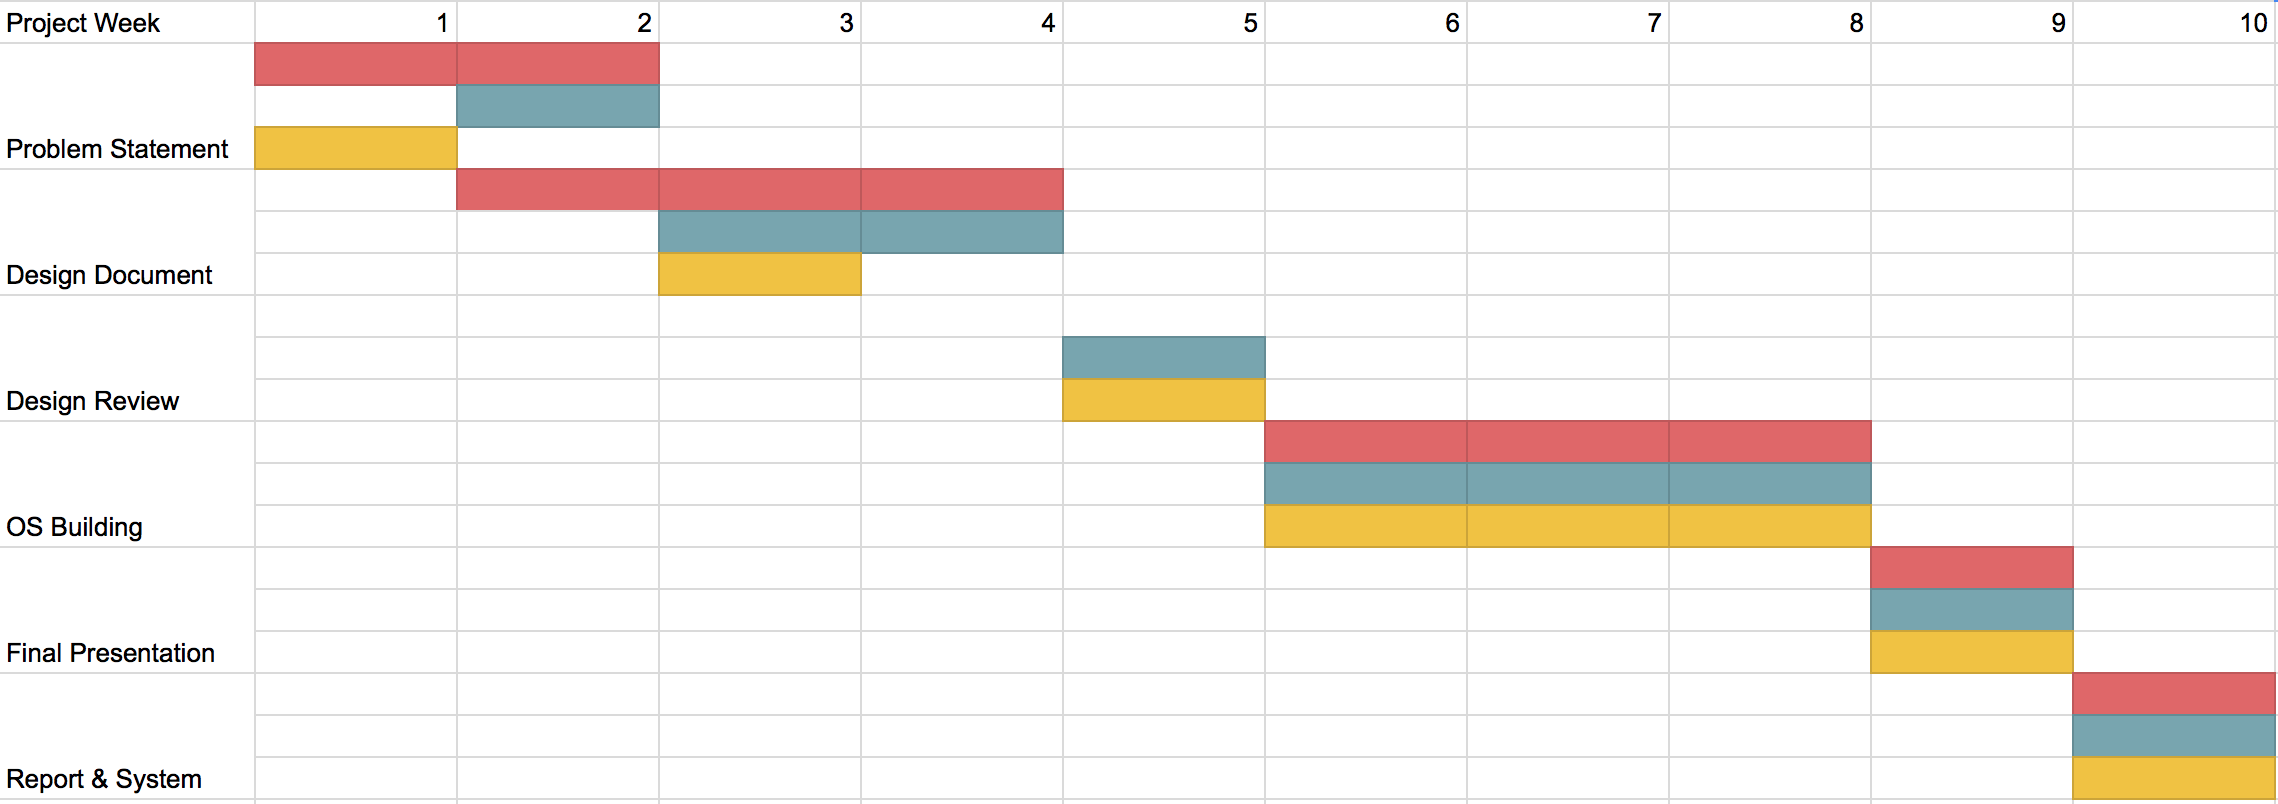 Project Week 1 2 3 4 5 6 7 8 9 10
Problem Statement
Design Document
Design Review
OS Building
Final Presentation
Report & System